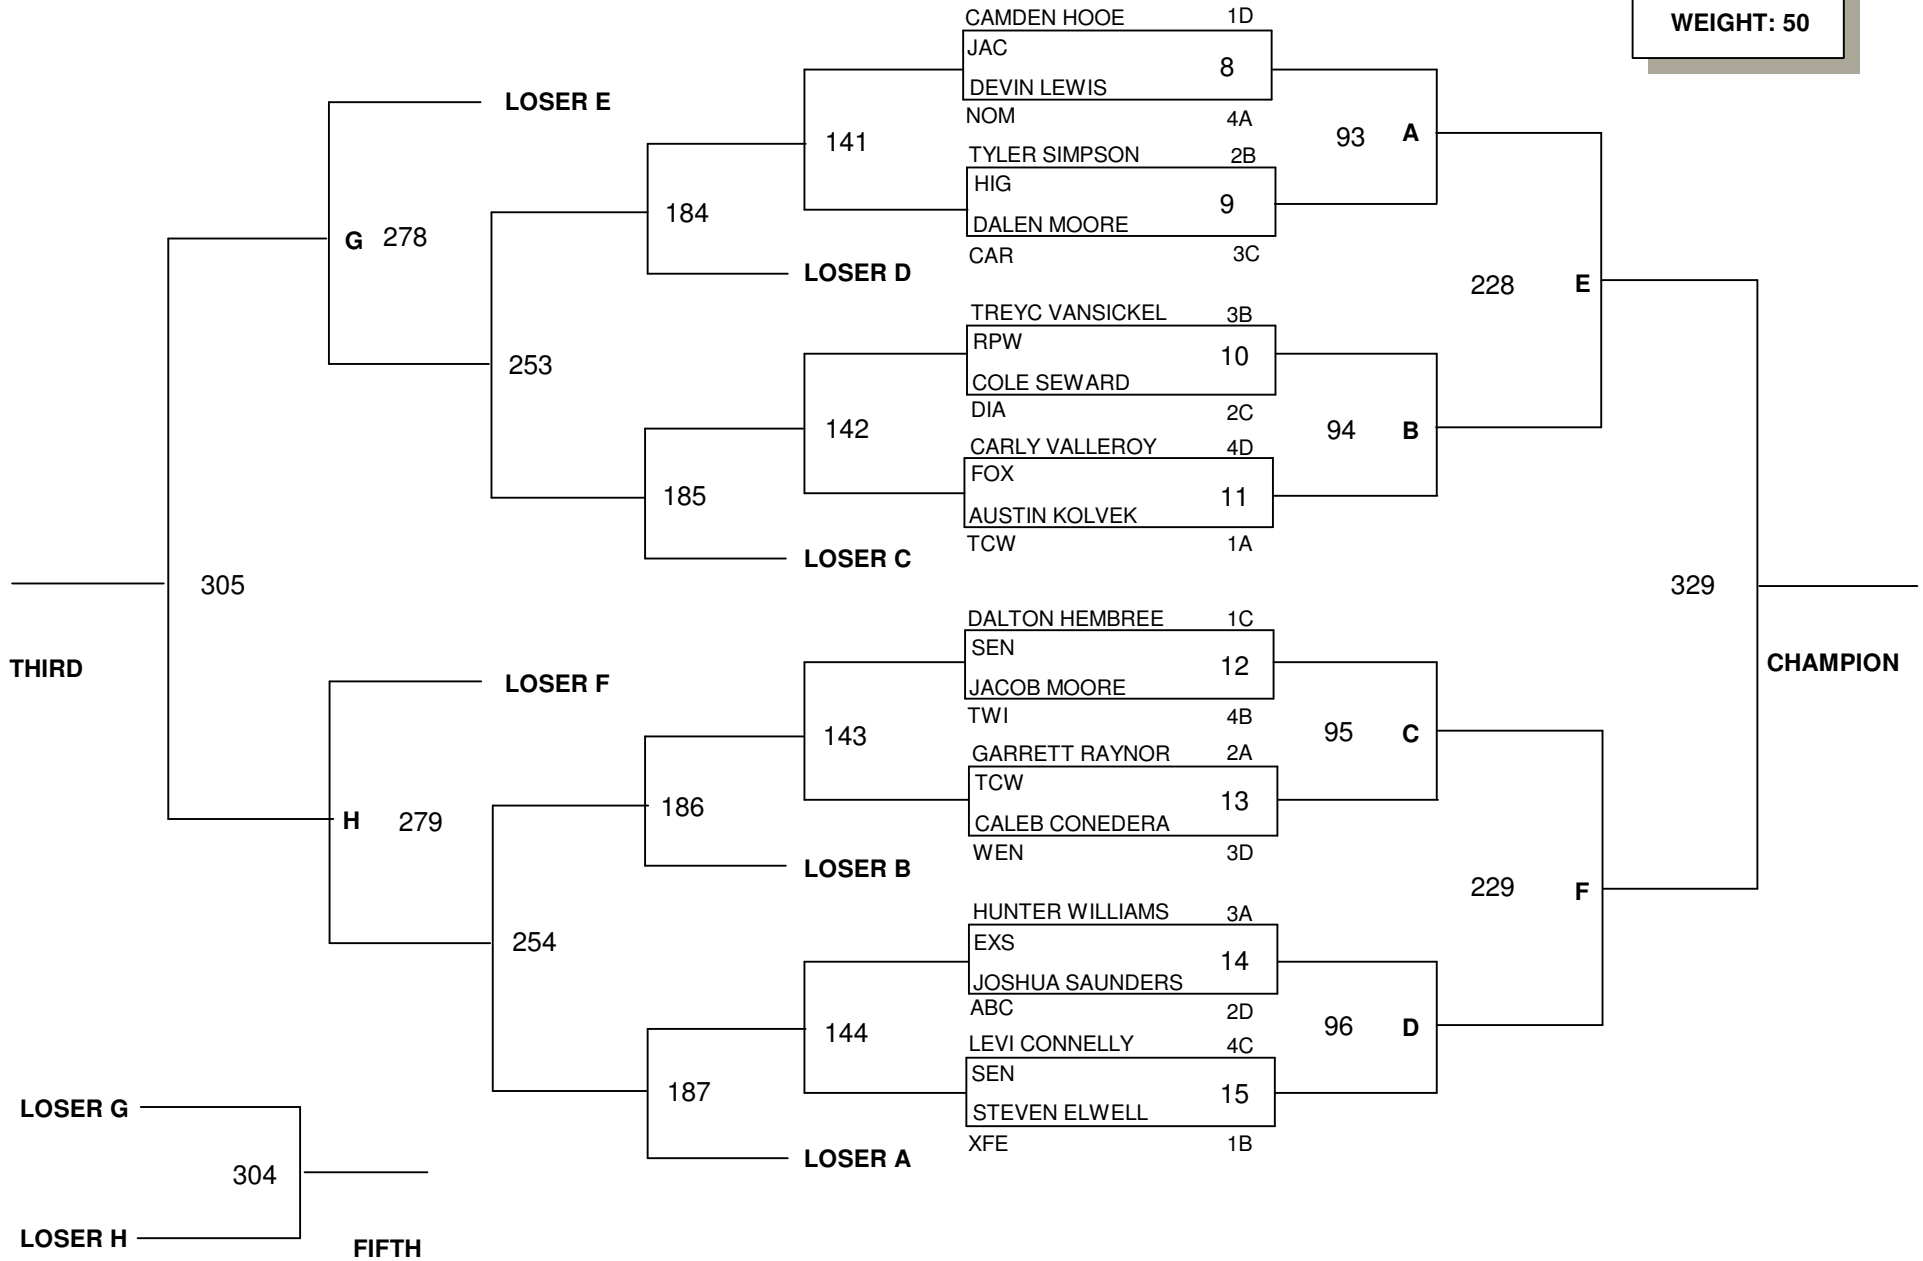 WEIGHT: 50
CAMDEN HOOE 1D
JAC
8
DEVIN LEWIS
NOM 4A
TYLER SIMPSON 2B
HIG
9
DALEN MOORE
CAR 3C
TREYC VANSICKEL 3B
RPW
10
COLE SEWARD
DIA 2C
CARLY VALLEROY 4D
FOX
11
AUSTIN KOLVEK
TCW 1A
DALTON HEMBREE 1C
SEN
12
JACOB MOORE
TWI 4B
GARRETT RAYNOR 2A
TCW
13
CALEB CONEDERA
WEN 3D
HUNTER WILLIAMS 3A
EXS
14
JOSHUA SAUNDERS
ABC 2D
LEVI CONNELLY 4C
SEN
15
STEVEN ELWELL
XFE 1B
93 A
94 B
95 C
96 D
228 E
229 F
329
CHAMPION
141
142
143
144
184
LOSER D
185
LOSER C
186
LOSER B
187
LOSER A
253
254
LOSER E
G 278
LOSER F
H 279
305
THIRD
LOSER G
304
LOSER H
FIFTH